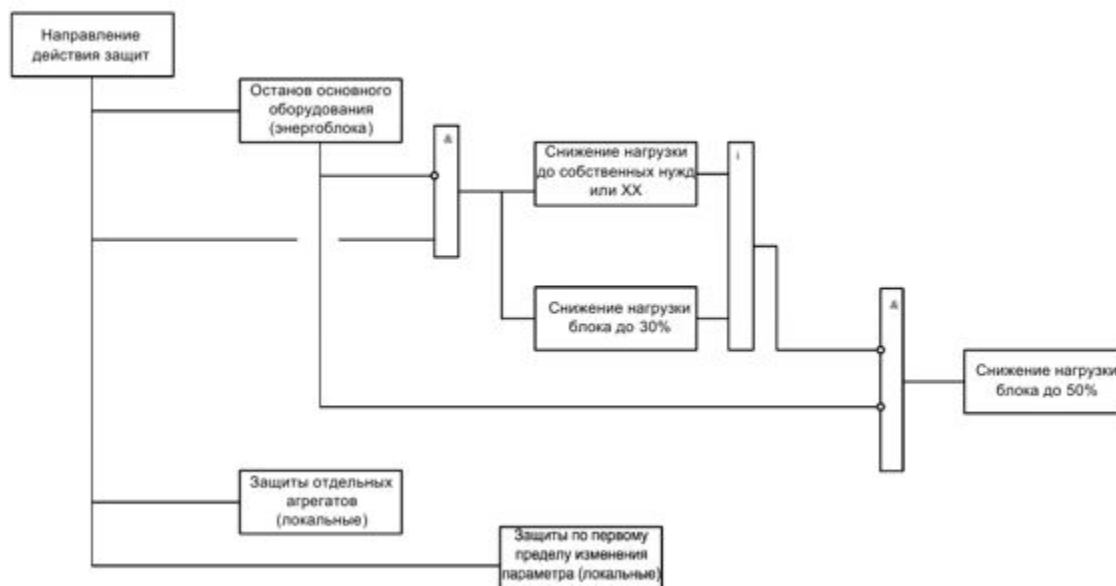 Направление
действия защит
Останов основного
оборудования
(энергоблока)
&
Снижение нагрузки
до собственных нужд
или ХХ
Снижение нагрузки
блока до 30%
&
Снижение нагрузки
блока до 50%
Защиты отдельных
агрегатов
(локальные)
Защиты по первому
пределу изменения
параметра (локальные)